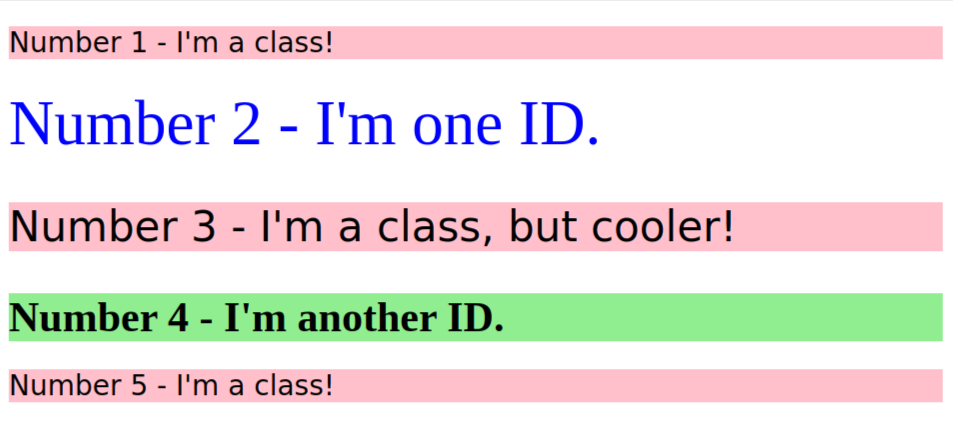 Number 1 - I'm a class!
Number 2 - I'm one ID.
Number 3 - I'm a class, but cooler!
Number 4 - I'm another ID.
Number 5 - I'm a class!